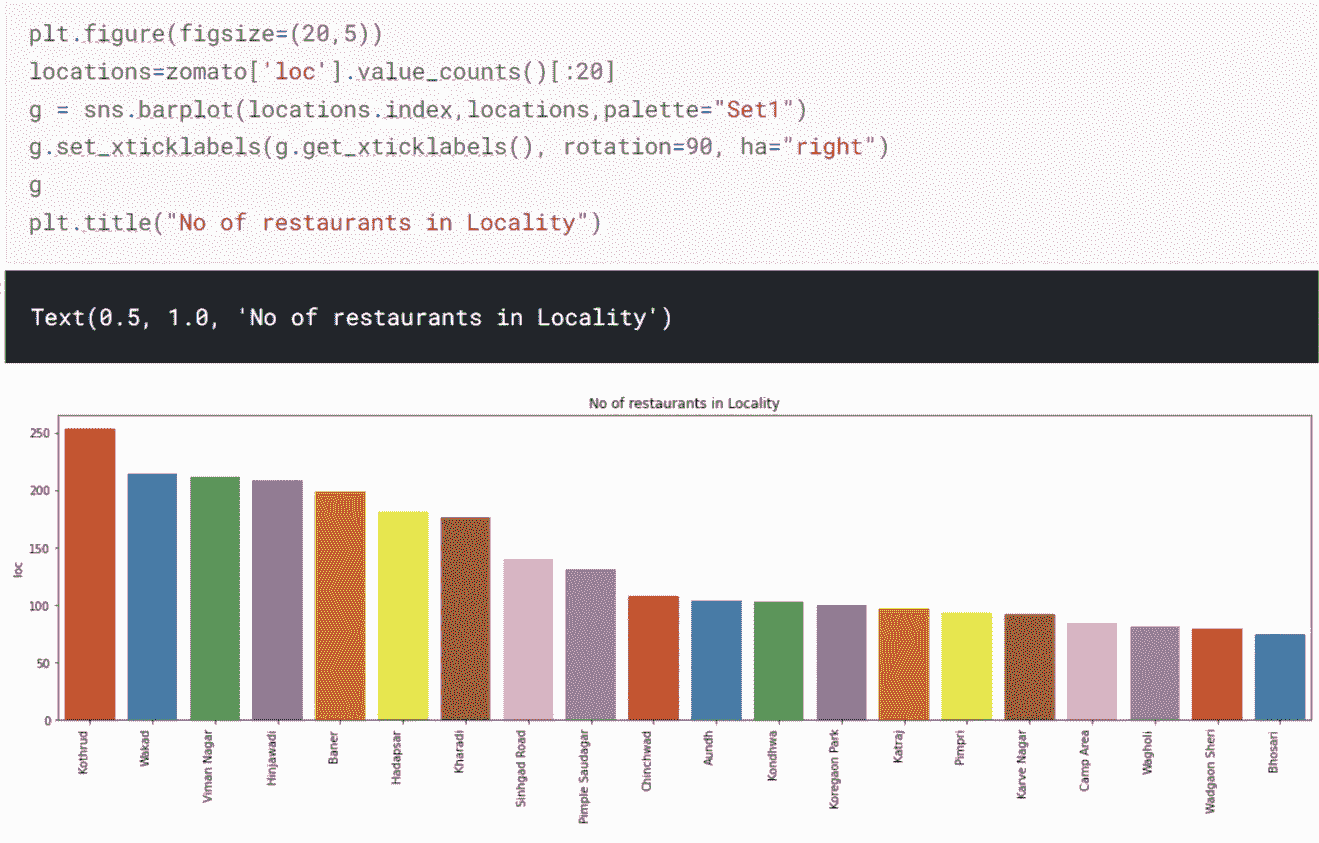 plt.figure(figsize=(20,5))
locations=zomato['loc'].value_counts()[:20]
g = sns.barplot(locations.index,locations,palette="Set1")
g.set_xticklabels(g.get_xticklabels(), rotation=90, ha="right")
g
plt.title("No of restaurants in Locality")
Text(0.5, 1.0, 'No of restaurants in Locality')
No of restaurants in Locality
250
200
150
100
50
0
loc
Kothrud
Wakad
Viman Nagar
Hinjawadi
Baner
Hadapsar
Kharadi
Sinhgad Road
Pimple Saudagar
Chinchwad
Aundh
Kondhwa
Koregaon Park
Katraj
Pimpri
Karve Nagar
Camp Area
Wagholi
Wadgaon Sheri
Bhosari